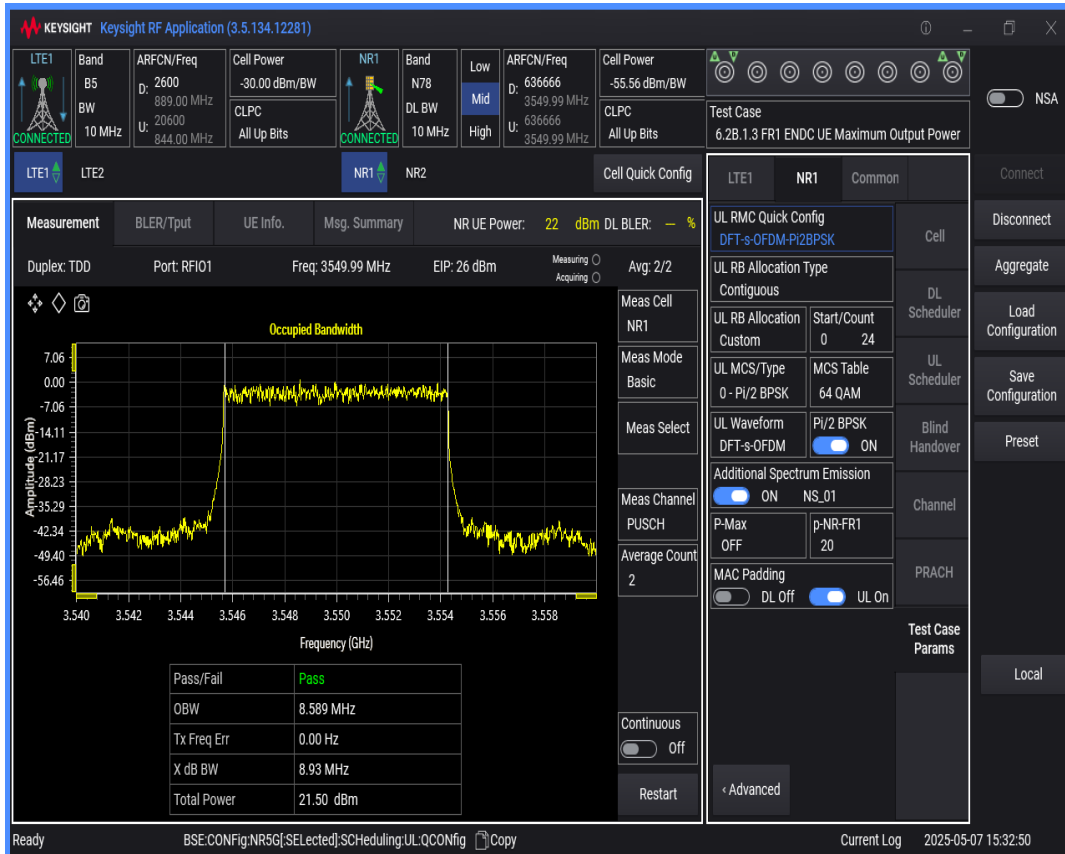 KEYSIGHT Keysight RF Application (3.5.134.12281)
LTE1
CONNECTED
Band
B5
BW
10 MHz
ARFCN/Freq
D: 2600
889.00 MHz
U: 20600
844.00 MHz
Cell Power
-30.00 dBm/BW
CLPC
All Up Bits
NR1
CONNECTED
Band
N78
DL BW
10 MHz
Low
Mid
High
ARFCN/Freq
D: 636666
3549.99 MHz
U: 636666
3549.99 MHz
Cell Power
-55.56 dBm/BW
CLPC
All Up Bits
Test Case
6.2B.1.3 FR1 ENDC UE Maximum Output Power
NSA
LTE1 LTE2 NR1 NR2 Cell Quick Config
Measurement BLER/Tput UE Info. Msg. Summary NR UE Power: 22 dBm DL BLER: — %
Duplex: TDD Port: RFIO1 Freq: 3549.99 MHz EIP: 26 dBm Measuring Avg: 2/2
Acquiring
Occupied Bandwidth
Amplitude (dBm)
7.06
0.00
-7.06
-14.11
-21.17
-28.23
-35.29
-42.34
-49.40
-56.46
3.540 3.542 3.544 3.546 3.548 3.550 3.552 3.554 3.556 3.558
Frequency (GHz)
Pass/Fail Pass
OBW 8.589 MHz
Tx Freq Err 0.00 Hz
X dB BW 8.93 MHz
Total Power 21.50 dBm
Meas Cell
NR1
Meas Mode
Basic
Meas Select
Meas Channel
PUSCH
Average Count
2
Continuous
Off
Restart
LTE1 NR1 Common
UL RMC Quick Config
DFT-s-OFDM-Pi2BPSK
UL RB Allocation Type
Contiguous
UL RB Allocation Start/Count
Custom 0 24
UL MCS/Type MCS Table
0 - Pi/2 BPSK 64 QAM
UL Waveform Pi/2 BPSK
DFT-s-OFDM ON
Additional Spectrum Emission
ON NS_01
P-Max p-NR-FR1
OFF 20
MAC Padding
DL Off UL On
‹ Advanced
Cell
DL
Scheduler
UL
Scheduler
Blind
Handover
Channel
PRACH
Test Case
Params
Connect
Disconnect
Aggregate
Load
Configuration
Save
Configuration
Preset
Local
Ready BSE:CONFig:NR5G[:SELected]:SCHeduling:UL:QCONfig Copy Current Log 2025-05-07 15:32:50